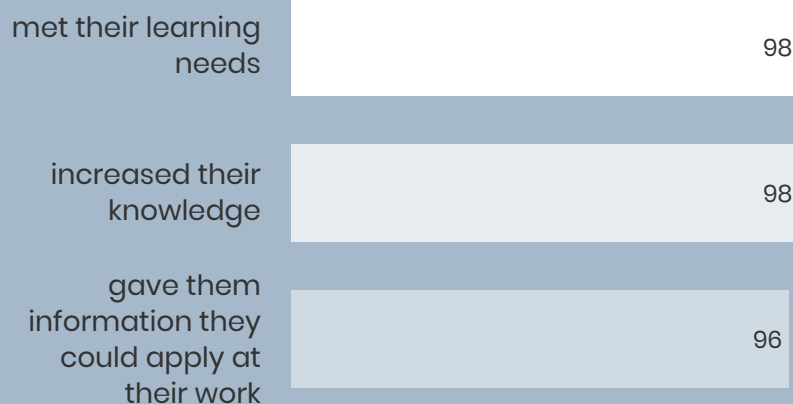 met their learning
needs
98
increased their
knowledge
98
gave them
information they
could apply at
their work
96